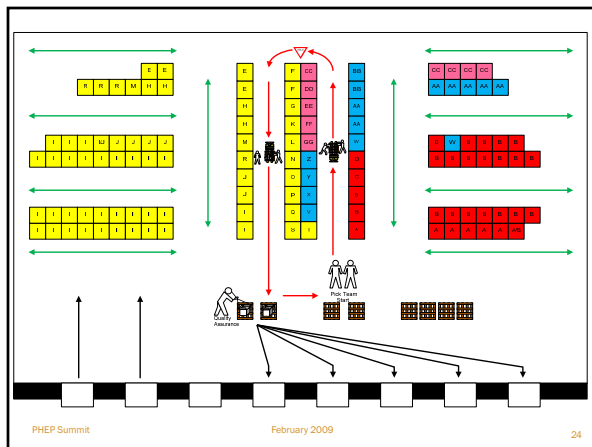 E E
R R R M H H
I I I J J J J
I I I I I I I I I
I I I I I I I I I
I I I I I I I I I
E
E
H
H
M
R
J
J
I
I
F CC
F DD
G EE
K FF
L GG
N Z
O Y
P X
Q V
S
BB
BB
AA
AA
W
CC CC CC CC
AA AA AA AA AA
S W S S B B
S S S S B B B
S S S S B B B
A A A A A AB
Pick Team
Start
Quality
Assurance
PHEP Summit February 2009 24